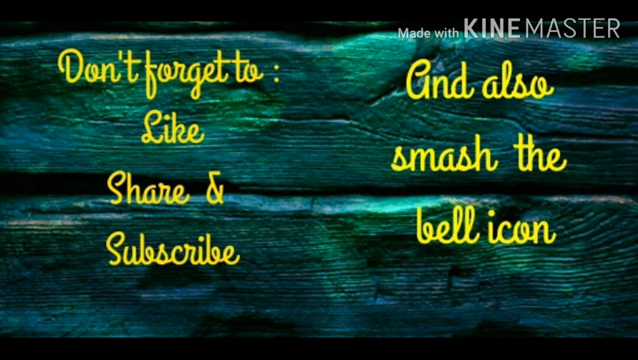 Made with KINEMASTER
Don't forget to :
Like
Share &
Subscribe
And also
smash the
bell icon